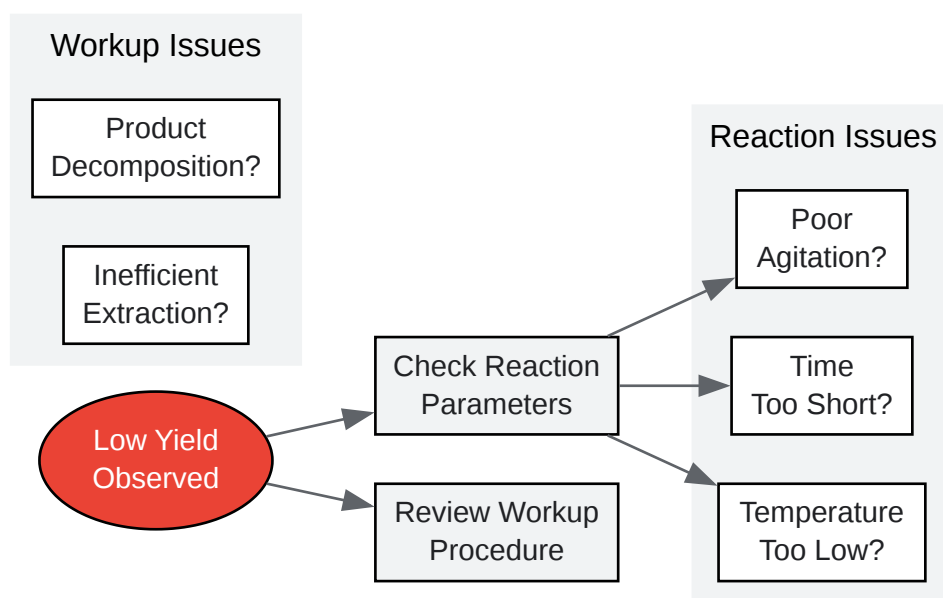 Workup Issues
Product
Decomposition?
Inefficient
Extraction?
Low Yield
Observed
Check Reaction
Parameters
Review Workup
Procedure
Reaction Issues
Poor
Agitation?
Time
Too Short?
Temperature
Too Low?